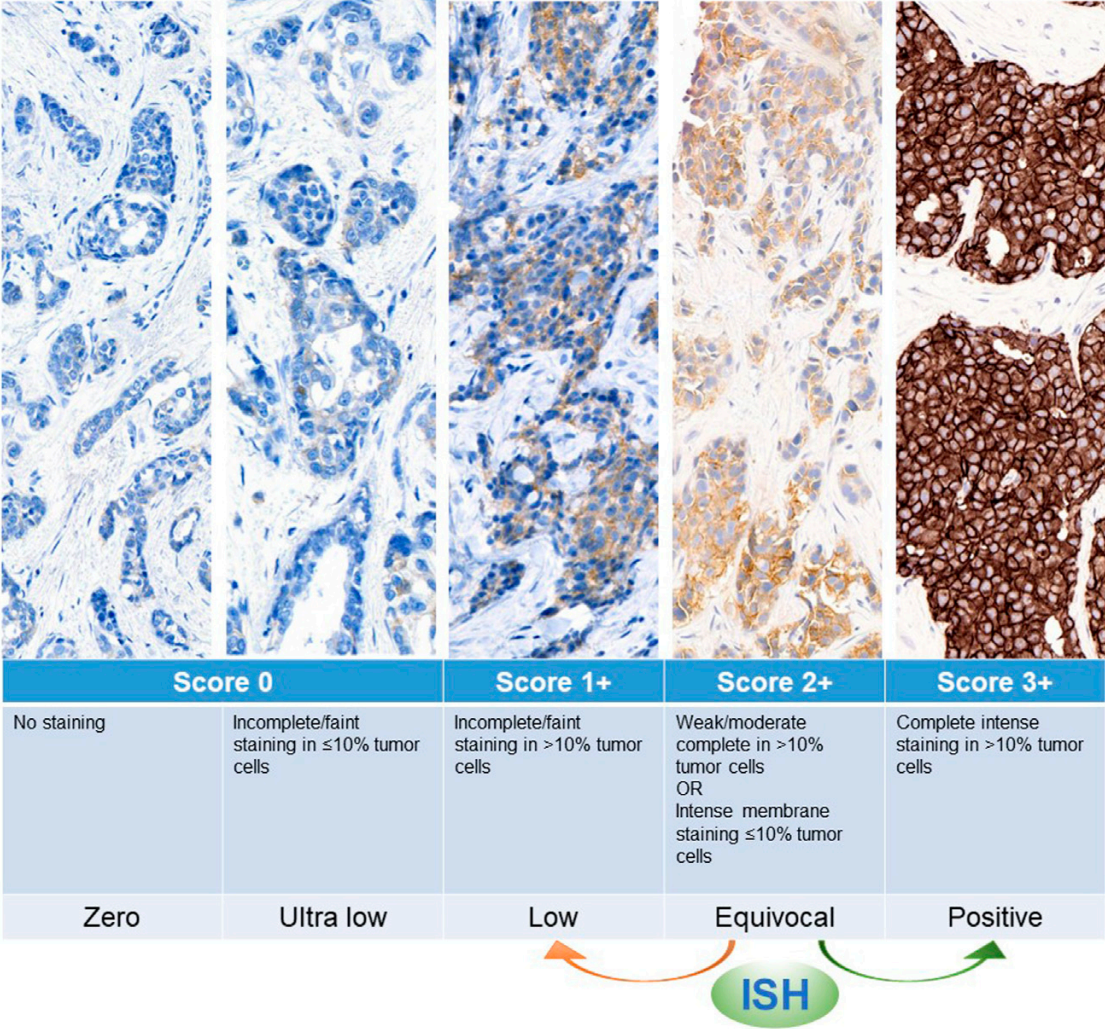 Score 0
Score 1+
Score 2+
Score 3+
No staining
Incomplete/faint
staining in ≤10% tumor
cells
Incomplete/faint
staining in >10% tumor
cells
Weak/moderate
complete in >10%
tumor cells
OR
Intense membrane
staining ≤10% tumor
cells
Complete intense
staining in >10% tumor
cells
Zero
Ultra low
Low
Equivocal
Positive
ISH